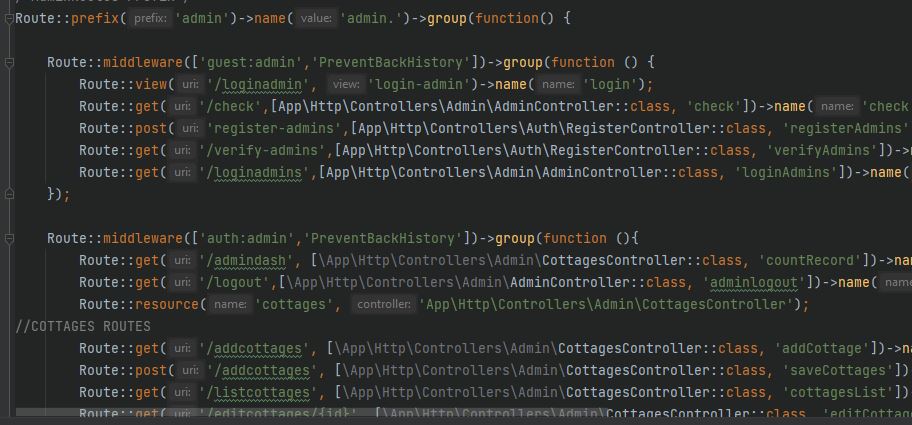 Route::prefix( prefix: 'admin')->name( value: 'admin.')->group(function() {
Route::middleware(['guest:admin','PreventBackHistory'])->group(function () {
Route::view( uri: '/loginadmin', view: 'login-admin')->name( name: 'login');
Route::get( uri: '/check',[App\Http\Controllers\Admin\AdminController::class, 'check'])->name( name: 'check
Route::post( uri: 'register-admins',[App\Http\Controllers\Auth\RegisterController::class, 'registerAdmins'
Route::get( uri: '/verify-admins',[App\Http\Controllers\Auth\RegisterController::class, 'verifyAdmins'])->n
Route::get( uri: '/loginadmins',[App\Http\Controllers\Admin\AdminController::class, 'loginAdmins'])->name(
});
Route::middleware(['auth:admin','PreventBackHistory'])->group(function (){
Route::get( uri: '/admindash', [\App\Http\Controllers\Admin\CottagesController::class, 'countRecord'])->na
Route::get( uri: '/logout',[\App\Http\Controllers\Admin\AdminController::class, 'adminlogout'])->name( name
Route::resource( name: 'cottages', controller: 'App\Http\Controllers\Admin\CottagesController');
//COTTAGES ROUTES
Route::get( uri: '/addcottages', [\App\Http\Controllers\Admin\CottagesController::class, 'addCottage'])->na
Route::post( uri: '/addcottages', [\App\Http\Controllers\Admin\CottagesController::class, 'saveCottages'])
Route::get( uri: '/listcottages', [\App\Http\Controllers\Admin\CottagesController::class, 'cottagesList'])
Route::get( uri: '/editcottages/{id}', [\App\Http\Controllers\Admin\CottagesController::class, 'editCottag